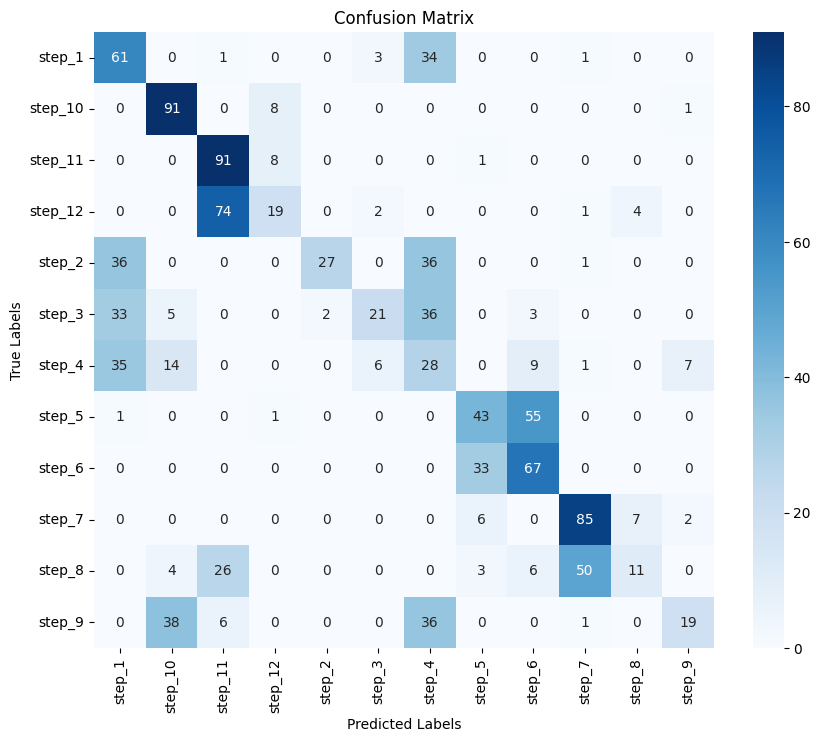 Confusion Matrix
step_1 61 0 1 0 0 3 34 0 0 1 0 0
step_10 0 91 0 8 0 0 0 0 0 0 0 1
step_11 0 0 91 8 0 0 0 1 0 0 0 0
step_12 0 0 74 19 0 2 0 0 0 1 4 0
step_2 36 0 0 0 27 0 36 0 0 1 0 0
step_3 33 5 0 0 2 21 36 0 3 0 0 0
step_4 35 14 0 0 0 6 28 0 9 1 0 7
step_5 1 0 0 1 0 0 0 43 55 0 0 0
step_6 0 0 0 0 0 0 0 33 67 0 0 0
step_7 0 0 0 0 0 0 0 6 0 85 7 2
step_8 0 4 26 0 0 0 0 3 6 50 11 0
step_9 0 38 6 0 0 0 36 0 0 1 0 19
step_1 step_10 step_11 step_12 step_2 step_3 step_4 step_5 step_6 step_7 step_8 step_9
Predicted Labels
True Labels
80
60
40
20
0